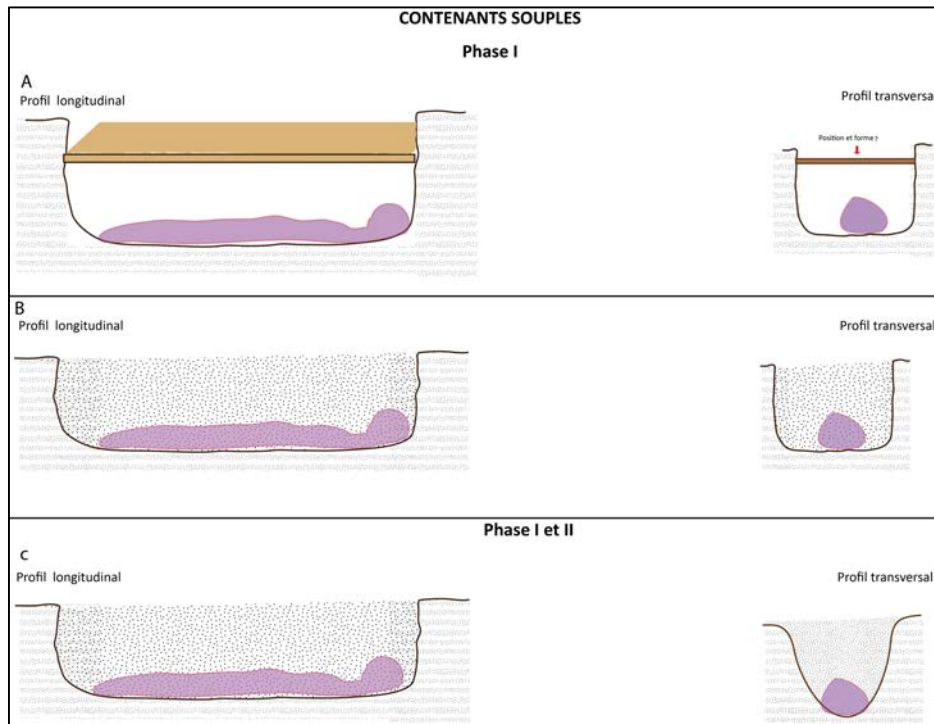 CONTENANTS SOUPLES
Phase I
A
Profil longitudinal
Profil transversal
Position et forme ?
B
Profil longitudinal
Profil transversal
Phase I et II
c
Profil longitudinal
Profil transversal